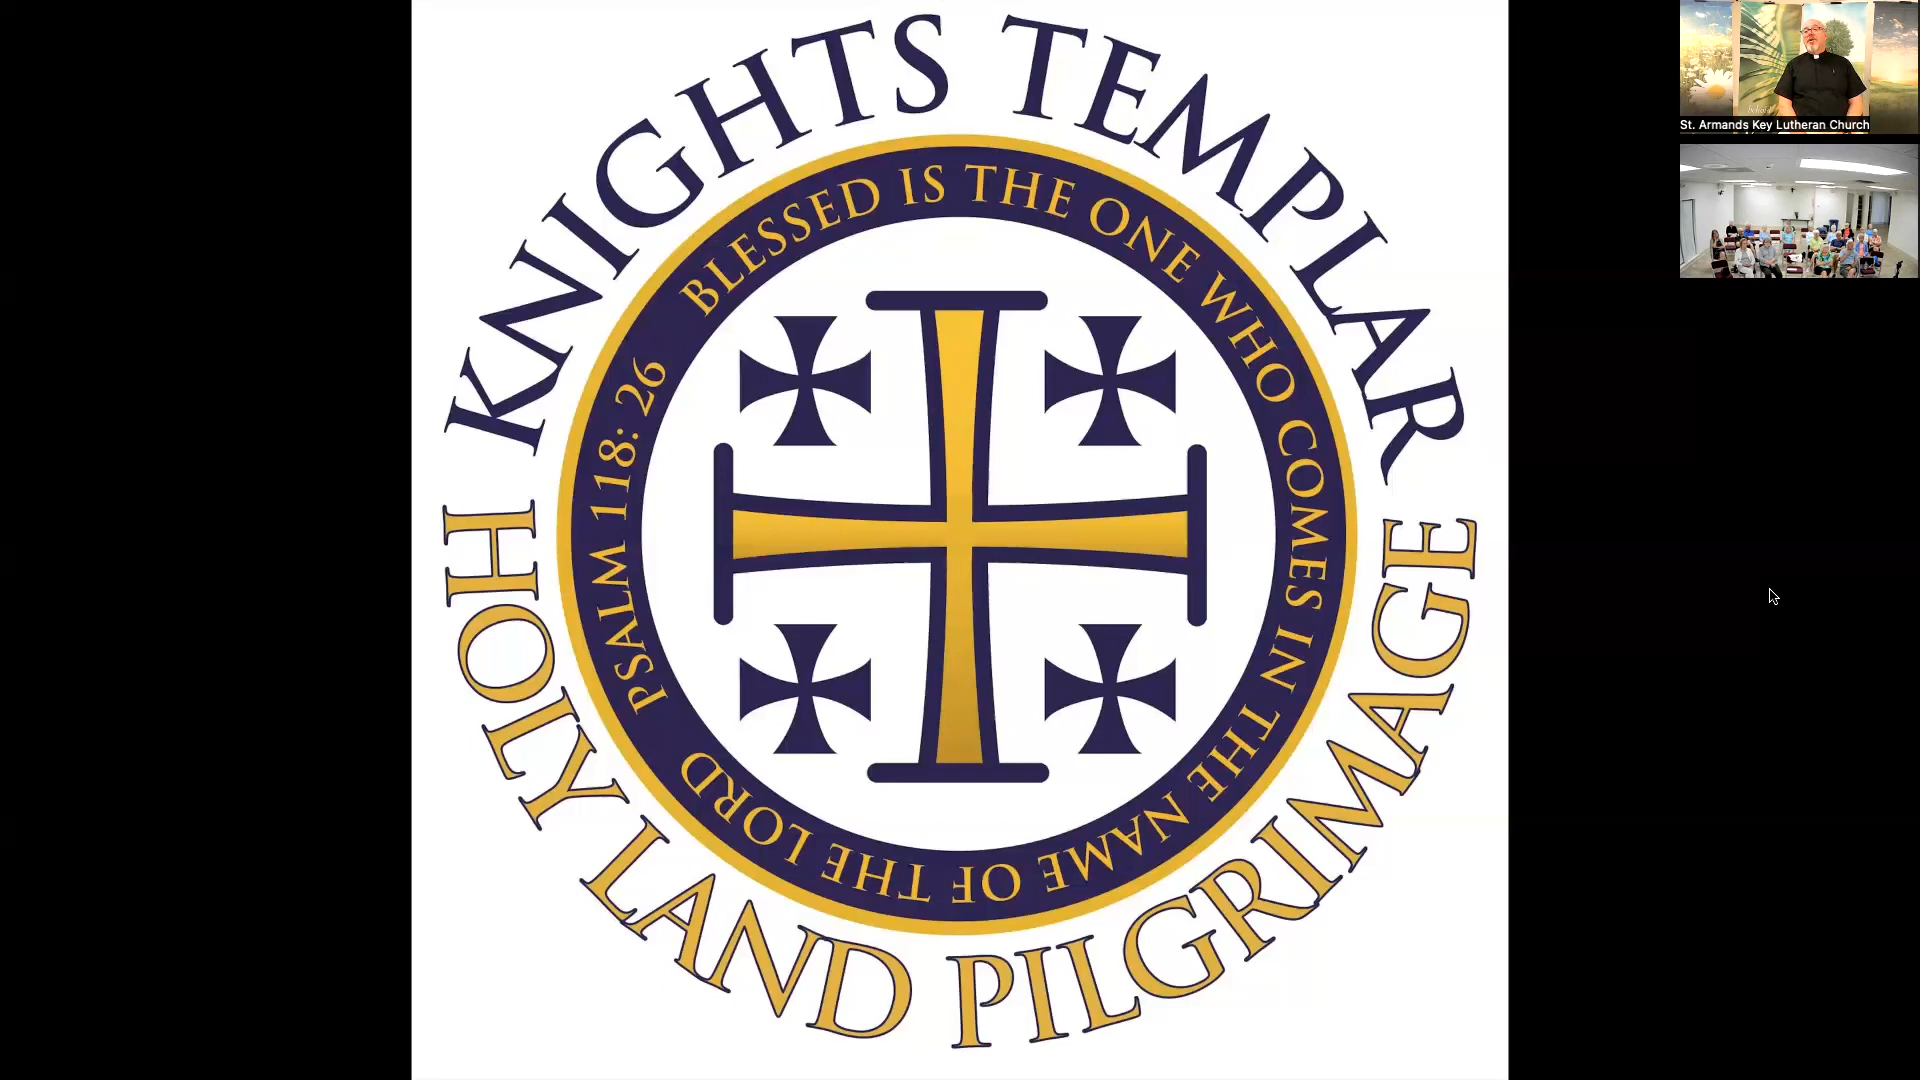 KNIGHTS TEMPLAR
HOLY LAND PILGRIMAGE
BLESSED IS THE ONE WHO COMES IN THE NAME OF THE LORD
PSALM 118: 26
St. Armands Key Lutheran Church